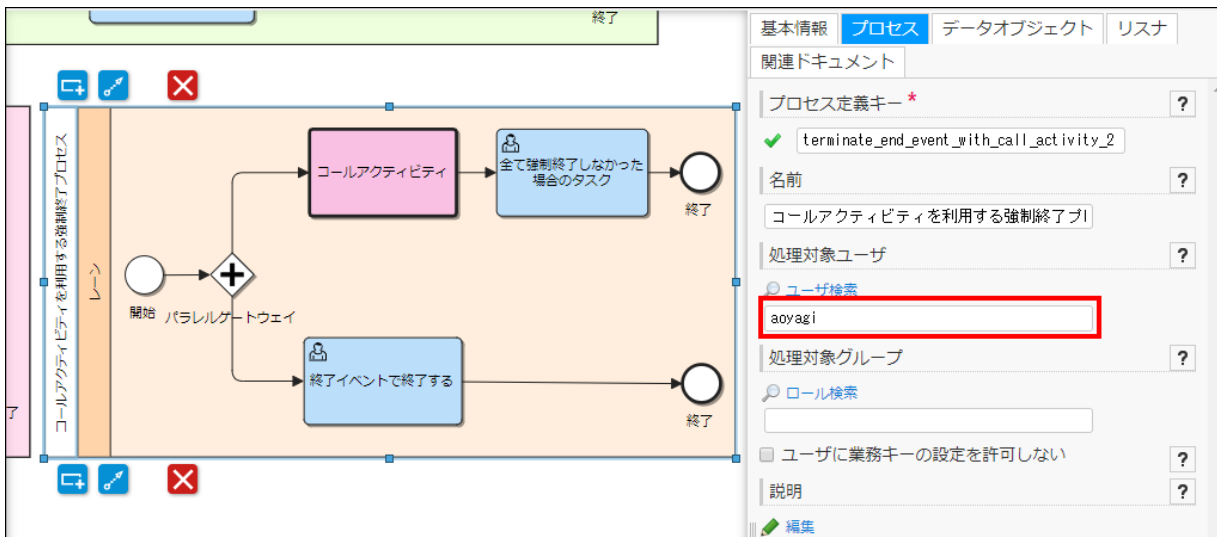 終了
コールアクティビティを利用する強制終了プロセス
レーン
開始
パラレルゲートウェイ
コールアクティビティ
全て強制終了しなかった
場合のタスク
終了
終了イベントで終了する
終了
了
基本情報 プロセス データオブジェクト リスナ
関連ドキュメント
プロセス定義キー * ?
terminate_end_event_with_call_activity_2
名前 ?
コールアクティビティを利用する強制終了プ
処理対象ユーザ ?
ユーザ検索
aoyagi
処理対象グループ ?
ロール検索
ユーザに業務キーの設定を許可しない ?
説明 ?
編集